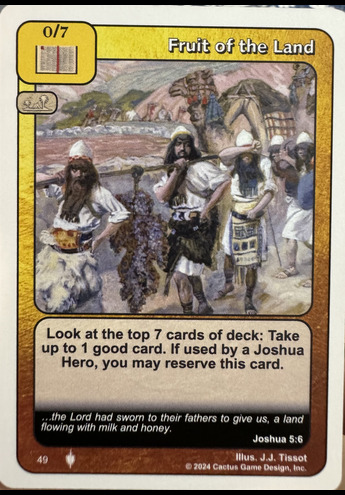 0/7
Fruit of the Land
Look at the top 7 cards of deck: Take
up to 1 good card. If used by a Joshua
Hero, you may reserve this card.
...the Lord had sworn to their fathers to give us, a land
flowing with milk and honey.
Joshua 5:6
49
Illus. J.J. Tissot
© 2024 Cactus Game Design, Inc.